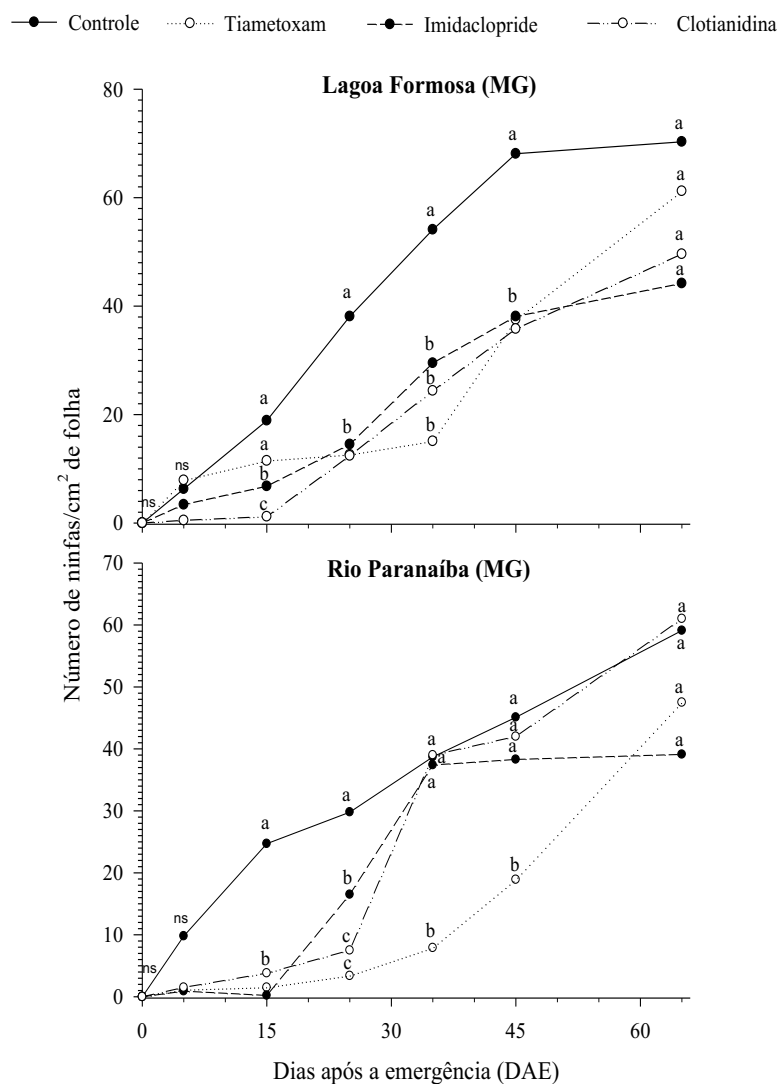 Controle Tiametoxam Imidaclopride Clotianidina
Lagoa Formosa (MG)
80
60
40
20
0
ns
ns
a
a
b
c
a
b
a
b
b
b
a
b
a
a
a
a
Número de ninfas/cm² de folha
Rio Paranaíba (MG)
70
60
50
40
30
20
10
0
ns
ns
a
b
a
b
c
c
a
a
a
b
a
a
a
b
a
a
a
a
0 15 30 45 60
Dias após a emergência (DAE)